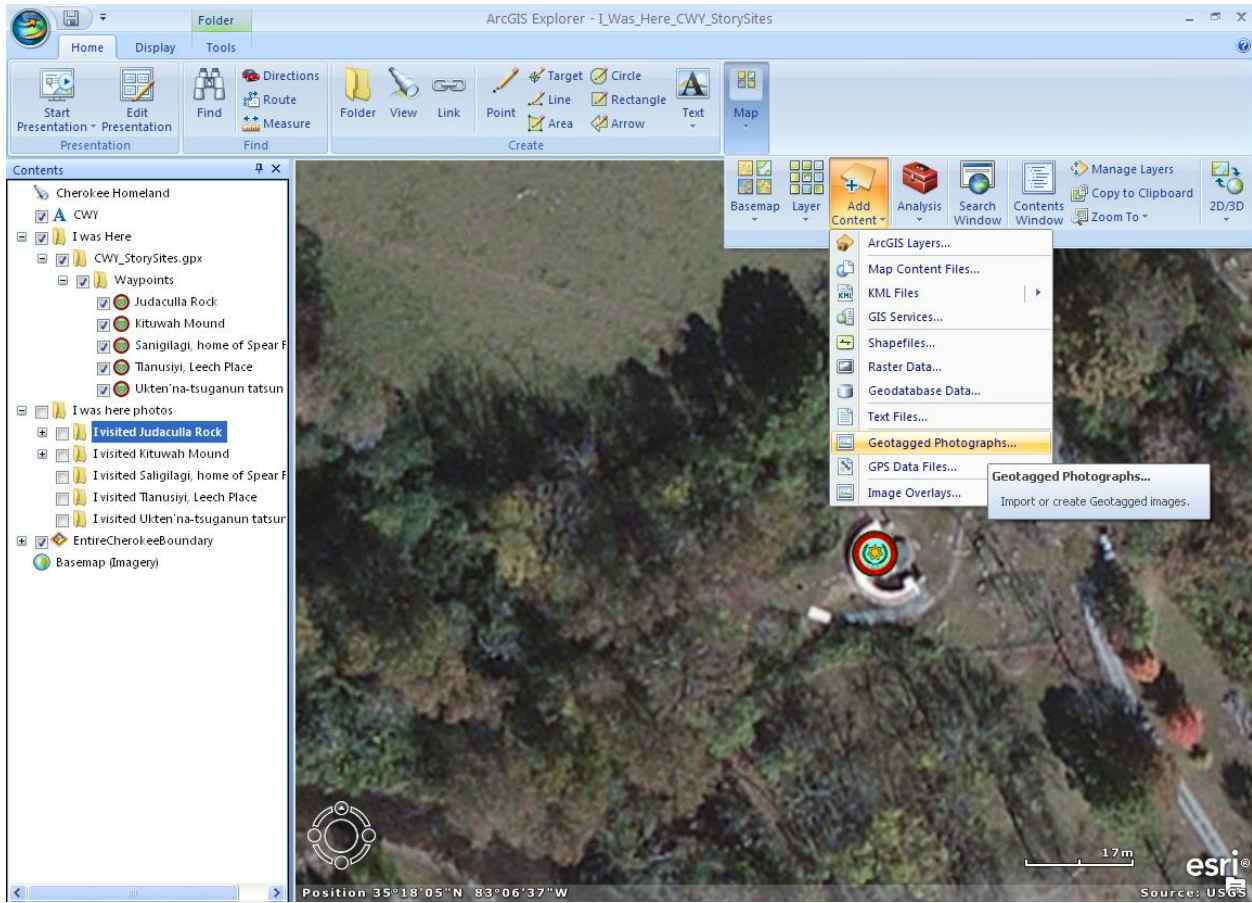 Folder
ArcGIS Explorer - I_Was_Here_CWY_StorySites
Home Display Tools
Start Presentation
Edit Presentation
Presentation
Find
Directions
Route
Measure
Find
Folder
View
Link
Point
Target
Line
Area
Circle
Rectangle
Arrow
Text
Create
Map
Basemap
Layer
Add Content
Analysis
Search Window
Contents Window
Manage Layers
Copy to Clipboard
Zoom To
2D/3D
Contents
Cherokee Homeland
A CWY
I was Here
CWY_StorySites.gpx
Waypoints
Judaculla Rock
Kituwah Mound
Sanigilagi, home of Spear F
Tlanusiyi, Leech Place
Ukten'na-tsuganun tatsun
I was here photos
I visited Judaculla Rock
I visited Kituwah Mound
I visited Saligilagi, home of Spear F
I visited Tlanusiyi, Leech Place
I visited Ukten'na-tsuganun tatsur
EntireCherokeeBoundary
Basemap (Imagery)
ArcGIS Layers...
Map Content Files...
KML Files
GIS Services...
Shapefiles...
Raster Data...
Geodatabase Data...
Text Files...
Geotagged Photographs...
GPS Data Files...
Image Overlays...
Geotagged Photographs...
Import or create Geotagged images.
17m
esri
Position 35°18'05"N 83°06'37"W
Source: USGS